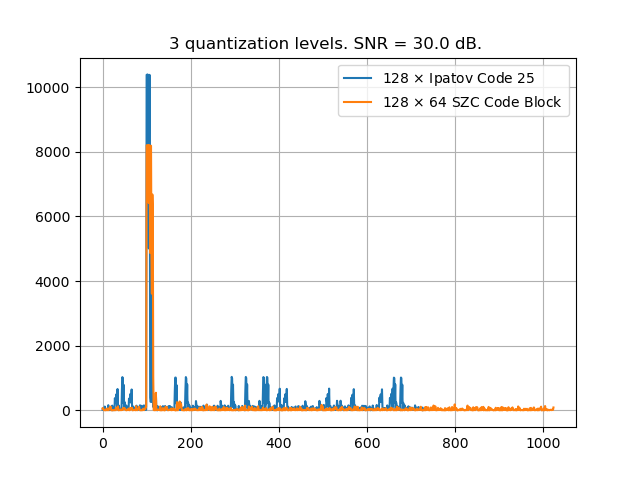 3 quantization levels. SNR = 30.0 dB.
128 × Ipatov Code 25
128 × 64 SZC Code Block
10000
8000
6000
4000
2000
0
0 200 400 600 800 1000